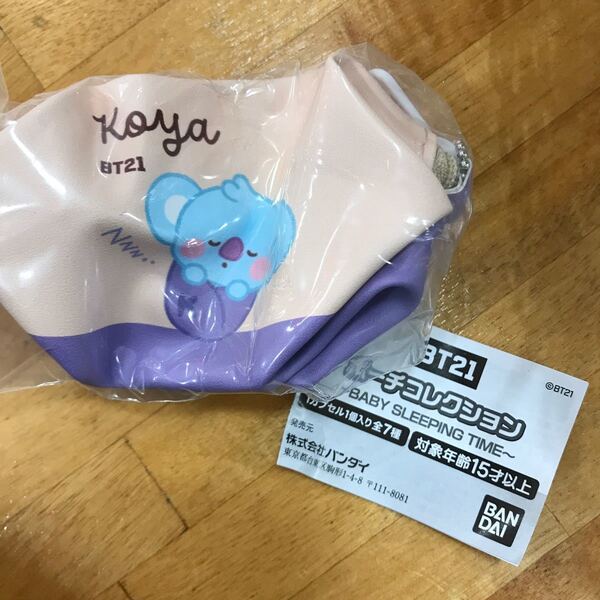 Koya
BT21
Nnn..
BT21
©BT21
ーチコレクション
BABY SLEEPING TIME〜
1カプセル1個入り全7種
対象年齢15才以上
発売元
株式会社バンダイ
東京都台東区駒形1-4-8 〒111-8081
BAN
DAI